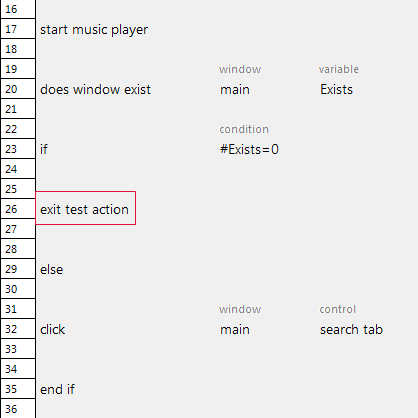 16
17 start music player
18
19 window variable
20 does window exist main Exists
21
22 condition
23 if #Exists=0
24
25
26 exit test action
27
28
29 else
30
31 window control
32 click main search tab
33
34
35 end if
36